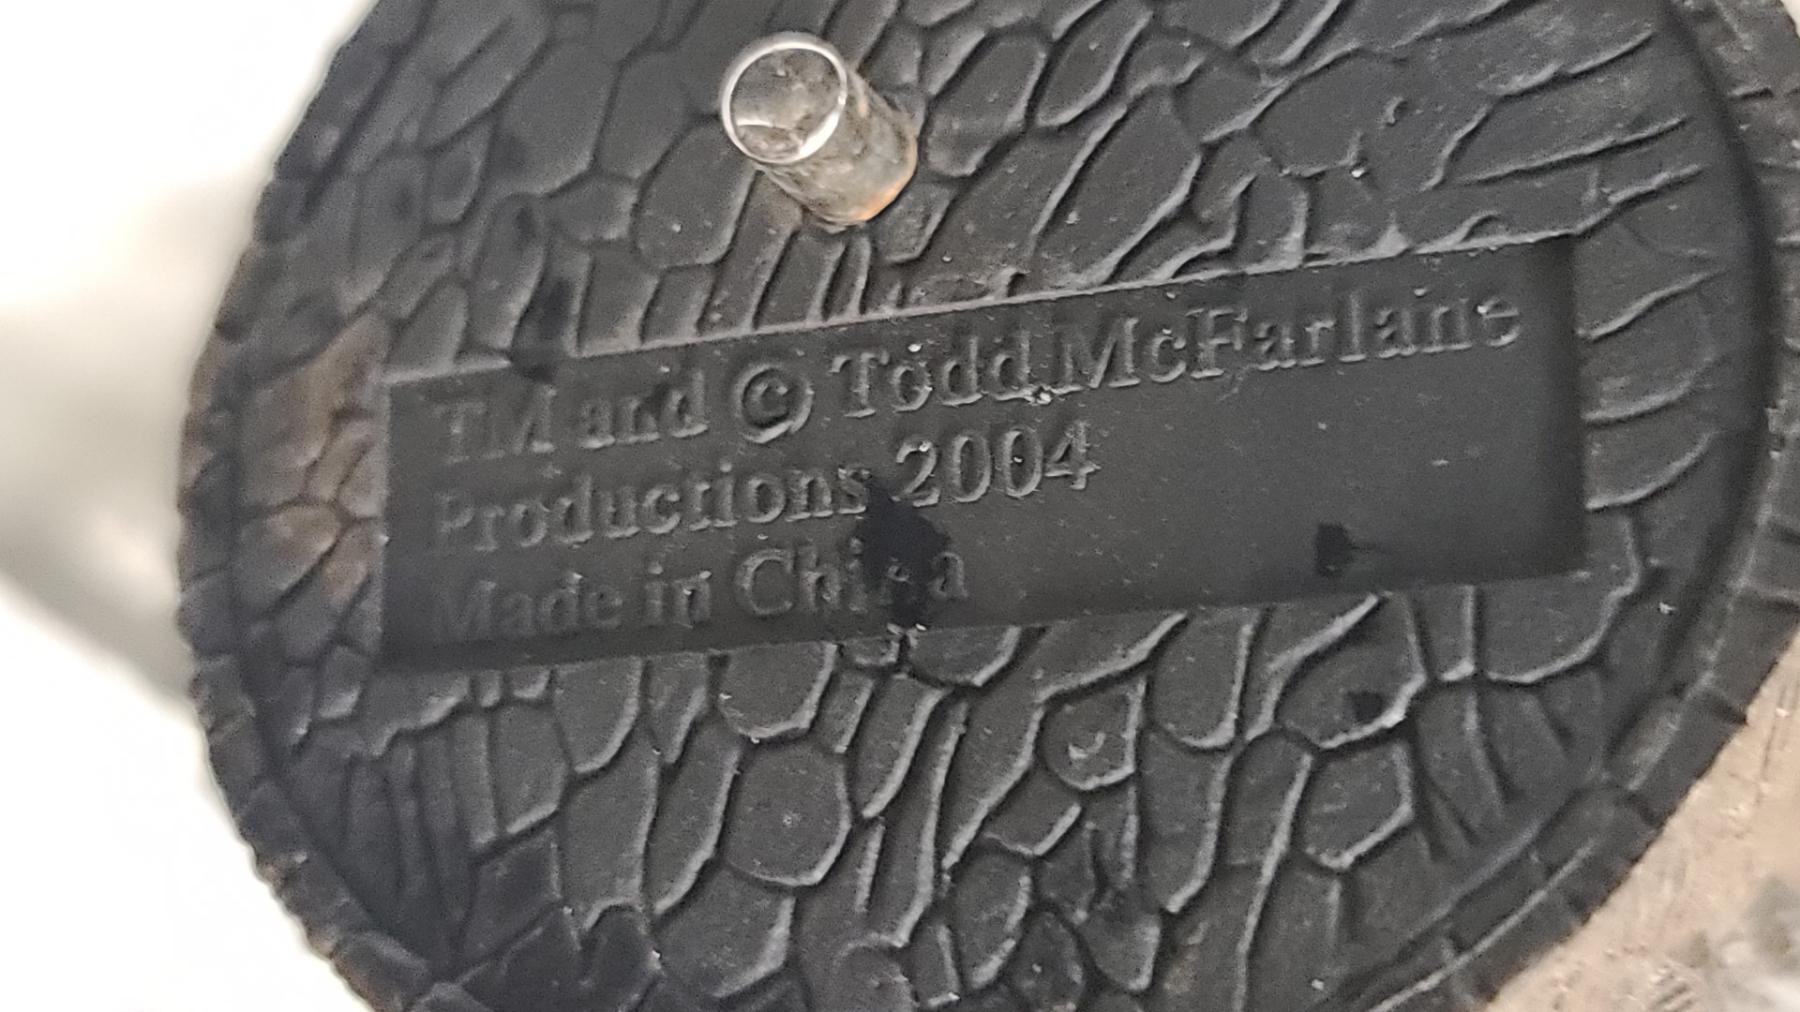 TM and © Todd McFarlane
Productions 2004
Made in China